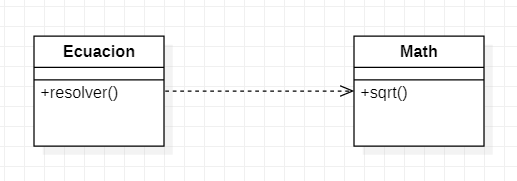 Ecuacion
+resolver()
Math
+sqrt()